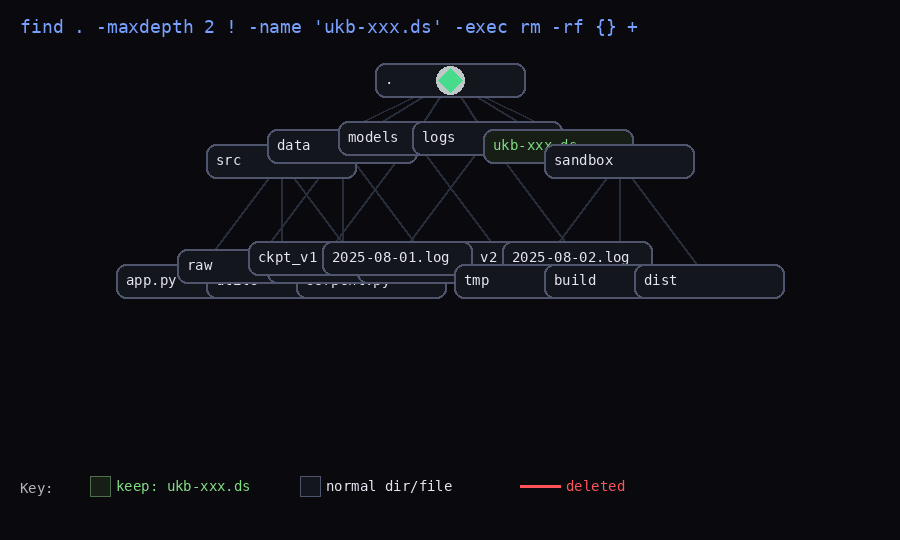 find . -maxdepth 2 ! -name 'ukb-xxx.ds' -exec rm -rf {} +
.
models
logs
data
ukb-xxx.ds
src
sandbox
ckpt_v1
2025-08-01.log
v2
2025-08-02.log
raw
app.py
tmp
build
dist
Key:
keep: ukb-xxx.ds
normal dir/file
deleted